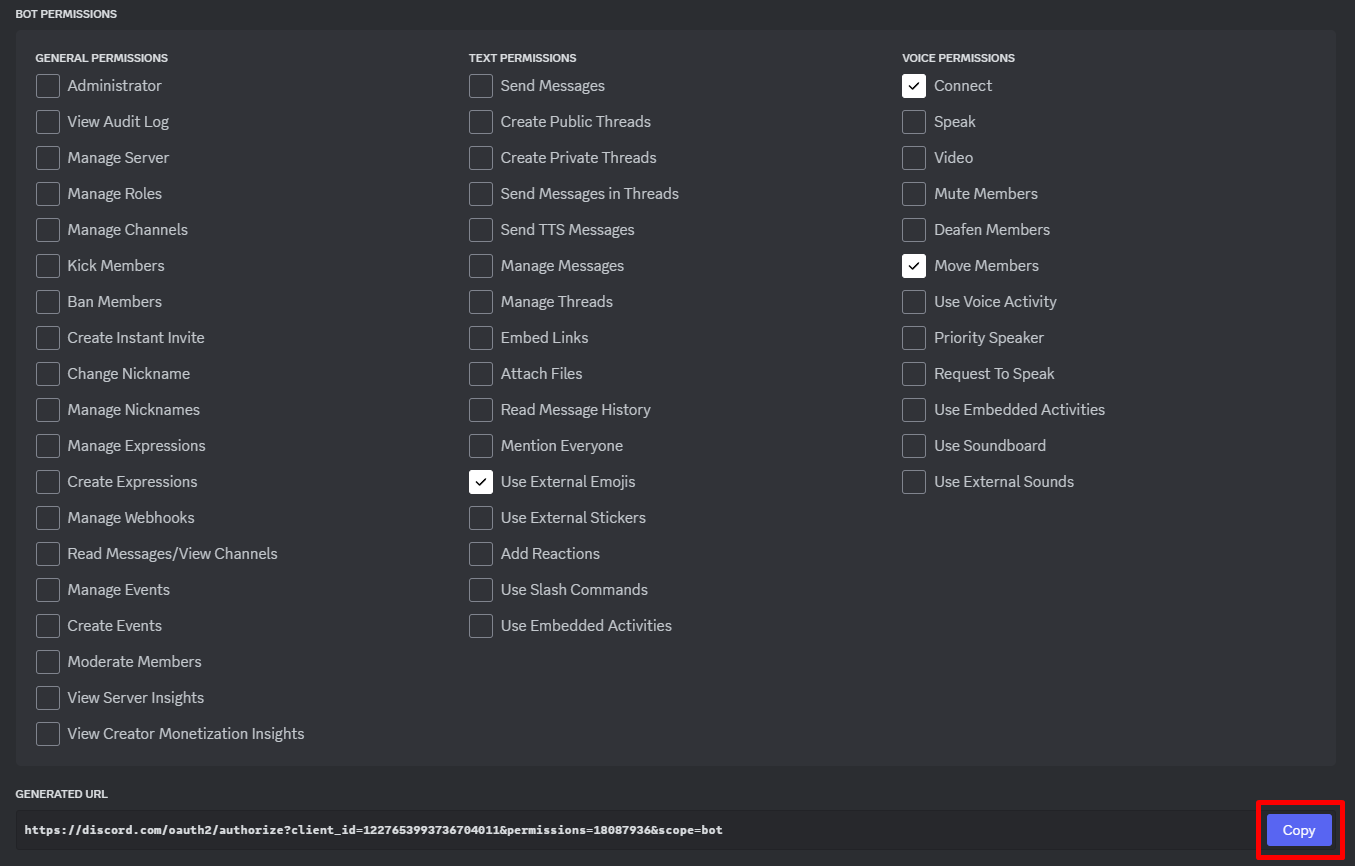 BOT PERMISSIONS
GENERAL PERMISSIONS
Administrator
View Audit Log
Manage Server
Manage Roles
Manage Channels
Kick Members
Ban Members
Create Instant Invite
Change Nickname
Manage Nicknames
Manage Expressions
Create Expressions
Manage Webhooks
Read Messages/View Channels
Manage Events
Create Events
Moderate Members
View Server Insights
View Creator Monetization Insights
TEXT PERMISSIONS
Send Messages
Create Public Threads
Create Private Threads
Send Messages in Threads
Send TTS Messages
Manage Messages
Manage Threads
Embed Links
Attach Files
Read Message History
Mention Everyone
Use External Emojis
Use External Stickers
Add Reactions
Use Slash Commands
Use Embedded Activities
VOICE PERMISSIONS
Connect
Speak
Video
Mute Members
Deafen Members
Move Members
Use Voice Activity
Priority Speaker
Request To Speak
Use Embedded Activities
Use Soundboard
Use External Sounds
GENERATED URL
https://discord.com/oauth2/authorize?client_id=1227653993736704011&permissions=18087936&scope=bot
Copy